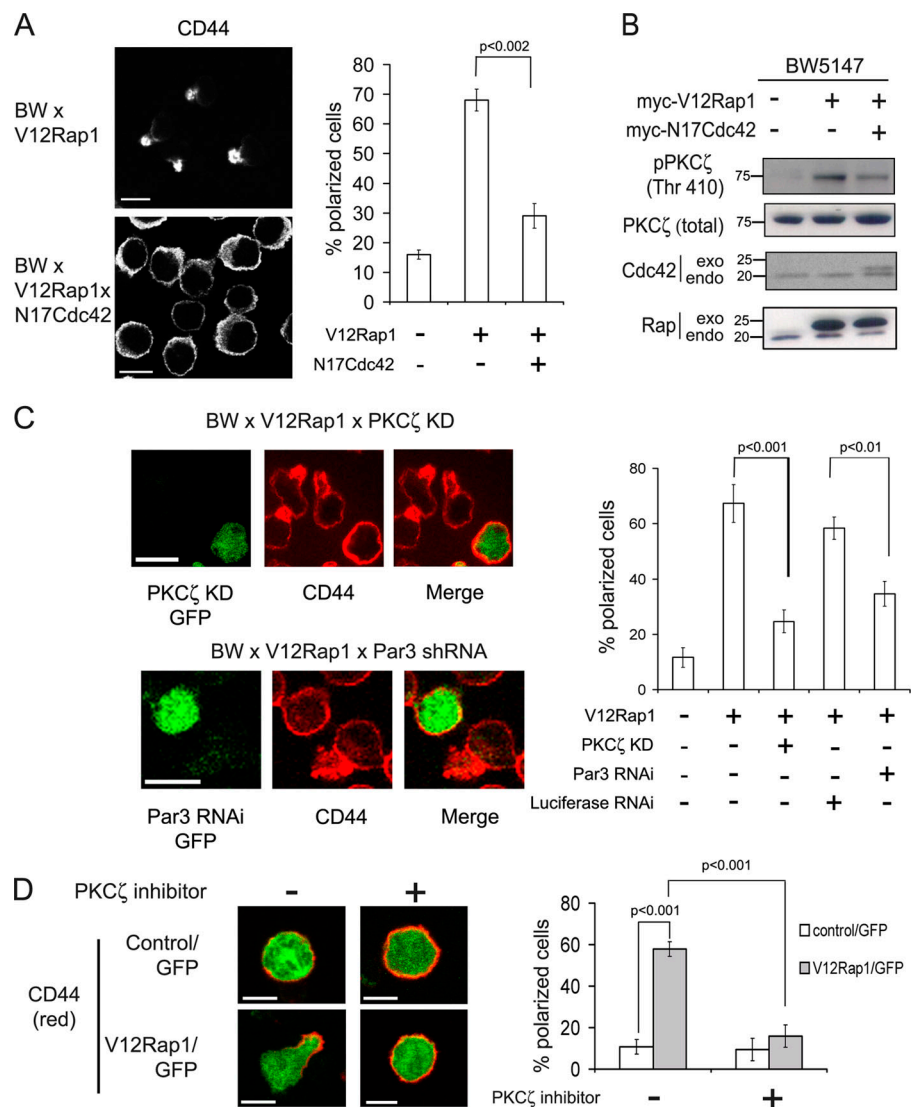 A
CD44
BW x
V12Rap1
BW x
V12Rap1x
N17Cdc42
% polarized cells
80
70
60
50
40
30
20
10
0
p<0.002
V12Rap1 - + +
N17Cdc42 - - +
B
BW5147
myc-V12Rap1 - + +
myc-N17Cdc42 - - +
pPKCζ
(Thr 410)
75
PKCζ (total)
75
Cdc42 exo 25
endo 20
Rap exo 25
endo 20
C
BW x V12Rap1 x PKCζ KD
PKCζ KD
GFP
CD44
Merge
BW x V12Rap1 x Par3 shRNA
Par3 RNAi
GFP
CD44
Merge
% polarized cells
80
60
40
20
0
p<0.001
p<0.01
V12Rap1 - + + + +
PKCζ KD - - + - -
Par3 RNAi - - - - +
Luciferase RNAi - - - + -
D
PKCζ inhibitor - +
Control/
GFP
CD44
(red)
V12Rap1/
GFP
% polarized cells
80
60
40
20
0
p<0.001
p<0.001
control/GFP
V12Rap1/GFP
PKCζ inhibitor - +